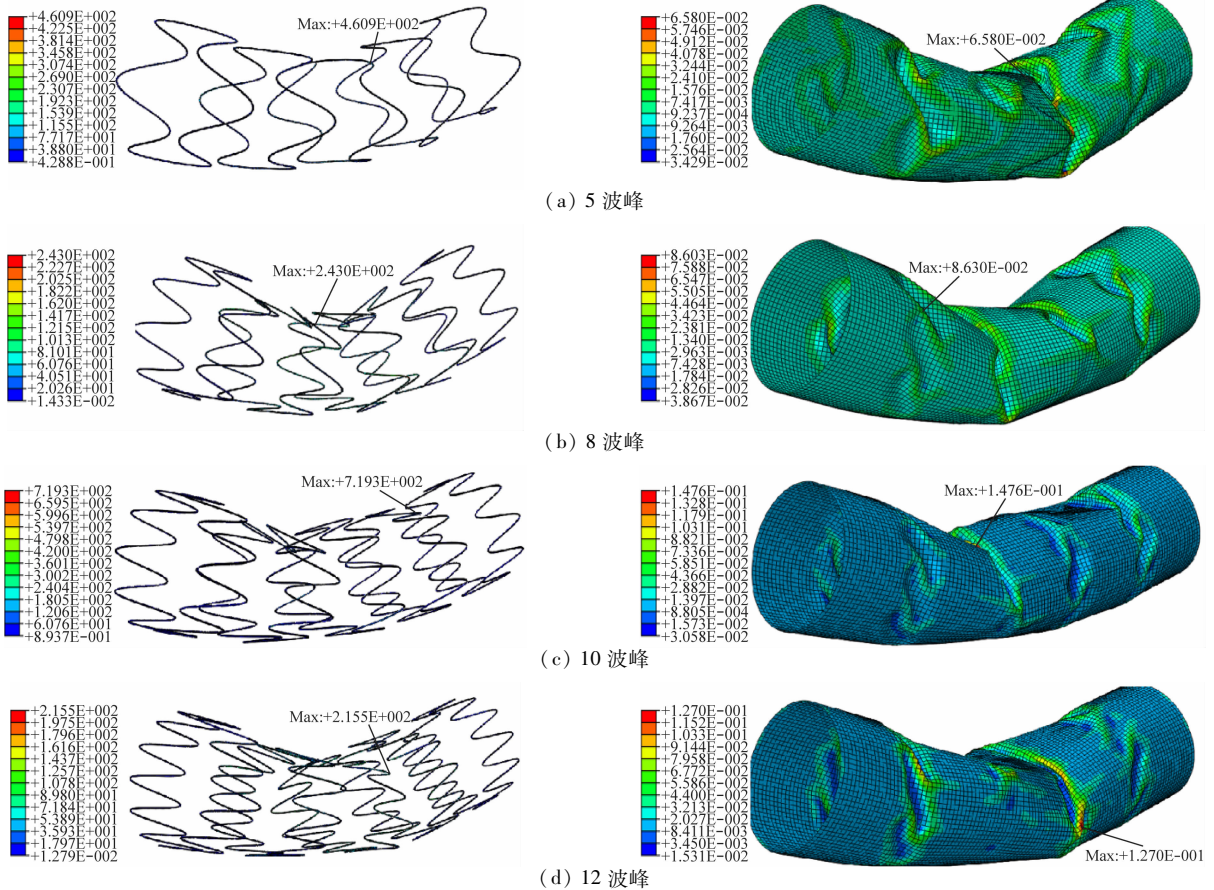 +4.609E+002
+4.225E+002
+3.814E+002
+3.458E+002
+3.074E+002
+2.690E+002
+2.307E+002
+1.923E+002
+1.539E+002
+1.155E+002
+7.717E+001
+3.880E+001
+4.288E-001
Max:+4.609E+002
+6.580E-002
+5.746E-002
+4.912E-002
+4.078E-002
+3.244E-002
+2.410E-002
+1.576E-002
+7.417E-003
+9.237E-004
+9.264E-003
+1.760E-002
+2.564E-002
+3.429E-002
Max:+6.580E-002
(a) 5 波峰
+2.430E+002
+2.227E+002
+2.025E+002
+1.822E+002
+1.620E+002
+1.417E+002
+1.215E+002
+1.013E+002
+8.101E+001
+6.076E+001
+4.051E+001
+2.026E+001
+1.433E-002
Max:+2.430E+002
+8.603E-002
+7.588E-002
+6.547E-002
+5.505E-002
+4.464E-002
+3.423E-002
+2.381E-002
+1.340E-002
+2.963E-003
+7.428E-003
+1.784E-002
+2.826E-002
+3.867E-002
Max:+8.630E-002
(b) 8 波峰
+7.193E+002
+6.595E+002
+5.996E+002
+5.397E+002
+4.798E+002
+4.200E+002
+3.601E+002
+3.002E+002
+2.404E+002
+1.805E+002
+1.206E+002
+6.076E+001
+8.937E-001
Max:+7.193E+002
+1.476E-001
+1.328E-001
+1.179E-001
+1.031E-001
+8.821E-002
+7.336E-002
+5.851E-002
+4.366E-002
+2.882E-002
+1.397E-002
+8.805E-004
+1.573E-002
+3.058E-002
Max:+1.476E-001
(c) 10 波峰
+2.155E+002
+1.975E+002
+1.796E+002
+1.616E+002
+1.437E+002
+1.257E+002
+1.078E+002
+8.980E+001
+7.184E+001
+5.389E+001
+3.593E+001
+1.797E+001
+1.279E-002
Max:+2.155E+002
+1.270E-001
+1.152E-001
+1.033E-001
+9.144E-002
+7.958E-002
+6.772E-002
+5.586E-002
+4.400E-002
+3.213E-002
+2.027E-002
+8.411E-003
+1.531E-002
Max:+1.270E-001
(d) 12 波峰